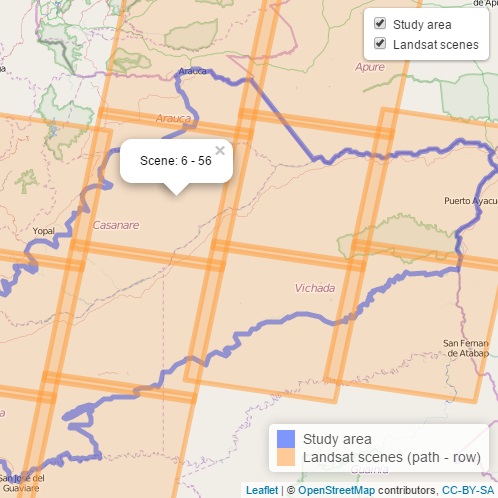 Study area
Landsat scenes
Arauca
Apure
Arauca
Scene: 6 - 56
×
Yopal
Casanare
Puerto Ayacu
Vichada
San Fernan
de Atabap
San José del
Guaviare
Study area
Landsat scenes (path - row)
Leaflet | © OpenStreetMap contributors, CC-BY-SA